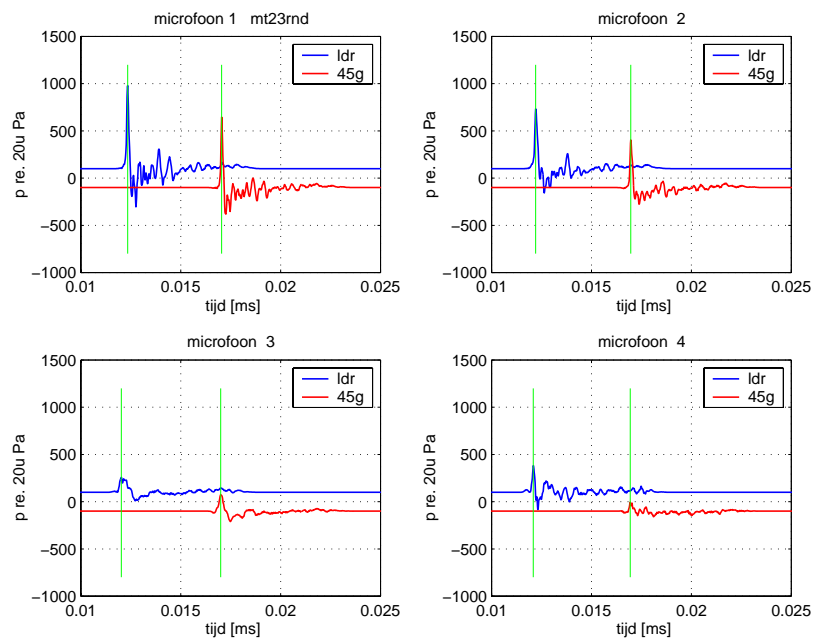 microfoon 1 mt23rnd
1500
1000
500
0
−500
−1000
p re. 20u Pa
0.01 0.015 0.02 0.025
tijd [ms]
ldr
45g
microfoon 2
1500
1000
500
0
−500
−1000
p re. 20u Pa
0.01 0.015 0.02 0.025
tijd [ms]
ldr
45g
microfoon 3
1500
1000
500
0
−500
−1000
p re. 20u Pa
0.01 0.015 0.02 0.025
tijd [ms]
ldr
45g
microfoon 4
1500
1000
500
0
−500
−1000
p re. 20u Pa
0.01 0.015 0.02 0.025
tijd [ms]
ldr
45g